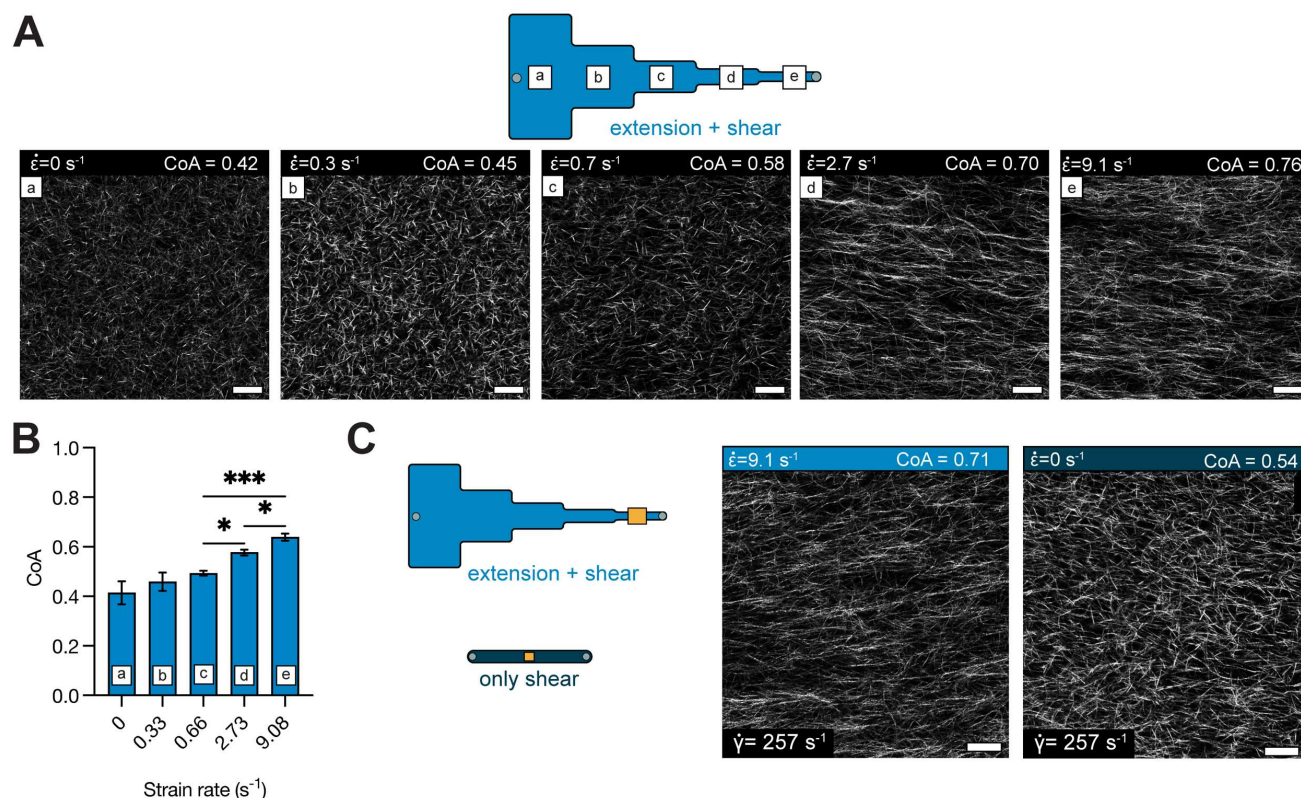 A
a
b
c
d
e
extension + shear
ε̇=0 s⁻¹ CoA = 0.42
a
ε̇=0.3 s⁻¹ CoA = 0.45
b
ε̇=0.7 s⁻¹ CoA = 0.58
c
ε̇=2.7 s⁻¹ CoA = 0.70
d
ε̇=9.1 s⁻¹ CoA = 0.76
e
B
1.0
0.8
0.6
0.4
0.2
0.0
CoA
***
*
*
a
b
c
d
e
0
0.33
0.66
2.73
9.08
Strain rate (s⁻¹)
C
extension + shear
only shear
ε̇=9.1 s⁻¹ CoA = 0.71
γ̇ = 257 s⁻¹
ε̇=0 s⁻¹ CoA = 0.54
γ̇ = 257 s⁻¹